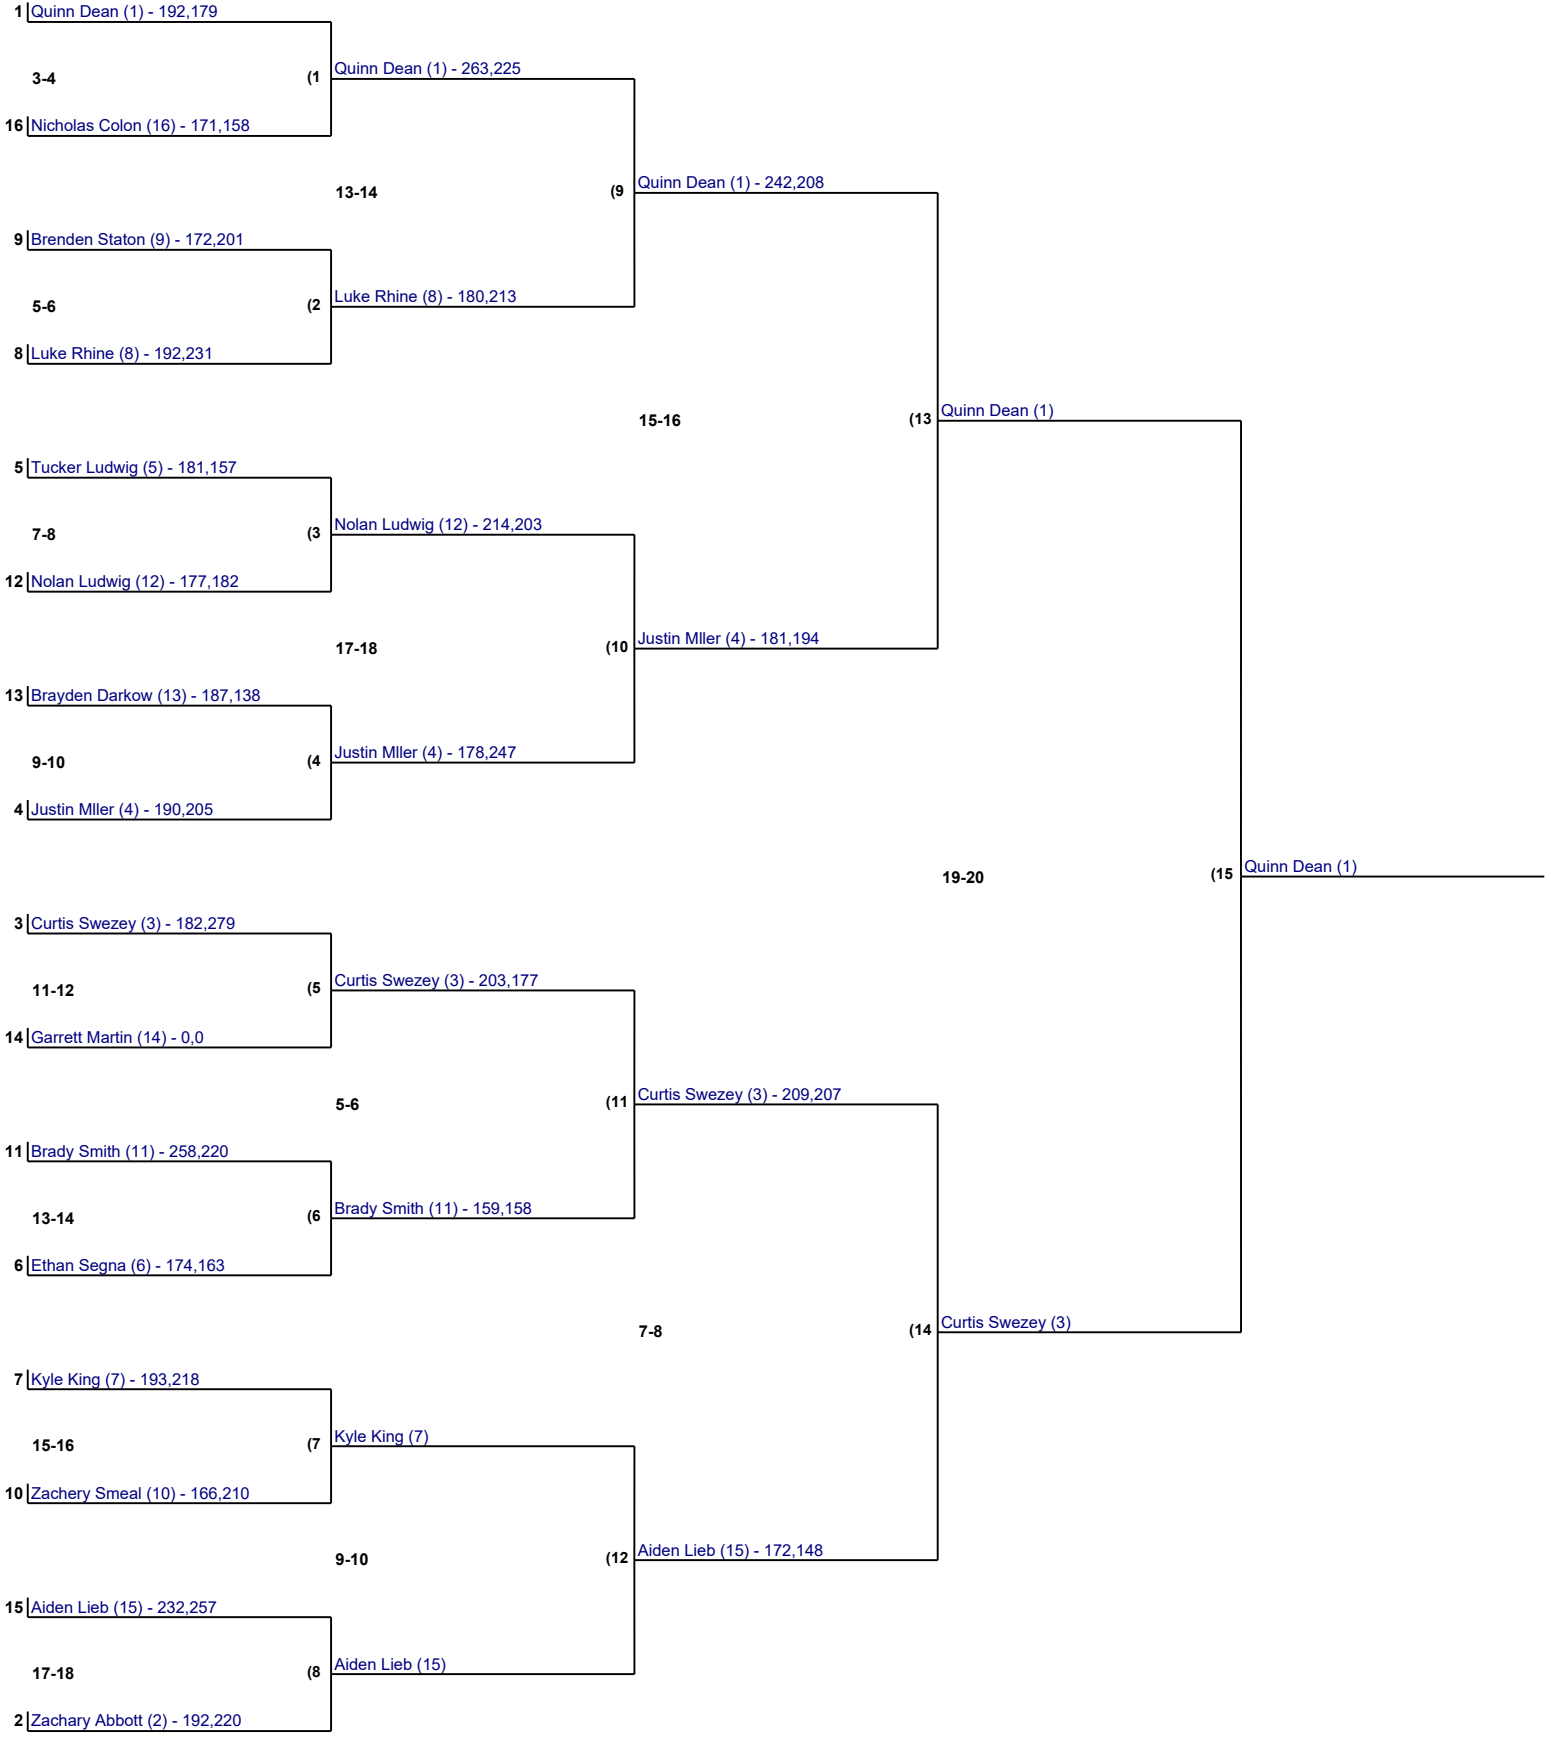 1 Quinn Dean (1) - 192,179
3-4 (1 Quinn Dean (1) - 263,225
16 Nicholas Colon (16) - 171,158
13-14 (9 Quinn Dean (1) - 242,208
9 Brenden Staton (9) - 172,201
5-6 (2 Luke Rhine (8) - 180,213
8 Luke Rhine (8) - 192,231
15-16 (13 Quinn Dean (1)
5 Tucker Ludwig (5) - 181,157
7-8 (3 Nolan Ludwig (12) - 214,203
12 Nolan Ludwig (12) - 177,182
17-18 (10 Justin Mller (4) - 181,194
13 Brayden Darkow (13) - 187,138
9-10 (4 Justin Mller (4) - 178,247
4 Justin Mller (4) - 190,205
19-20 (15 Quinn Dean (1)
3 Curtis Swezey (3) - 182,279
11-12 (5 Curtis Swezey (3) - 203,177
14 Garrett Martin (14) - 0,0
5-6 (11 Curtis Swezey (3) - 209,207
11 Brady Smith (11) - 258,220
13-14 (6 Brady Smith (11) - 159,158
6 Ethan Segna (6) - 174,163
7-8 (14 Curtis Swezey (3)
7 Kyle King (7) - 193,218
15-16 (7 Kyle King (7)
10 Zachery Smeal (10) - 166,210
9-10 (12 Aiden Lieb (15) - 172,148
15 Aiden Lieb (15) - 232,257
17-18 (8 Aiden Lieb (15)
2 Zachary Abbott (2) - 192,220